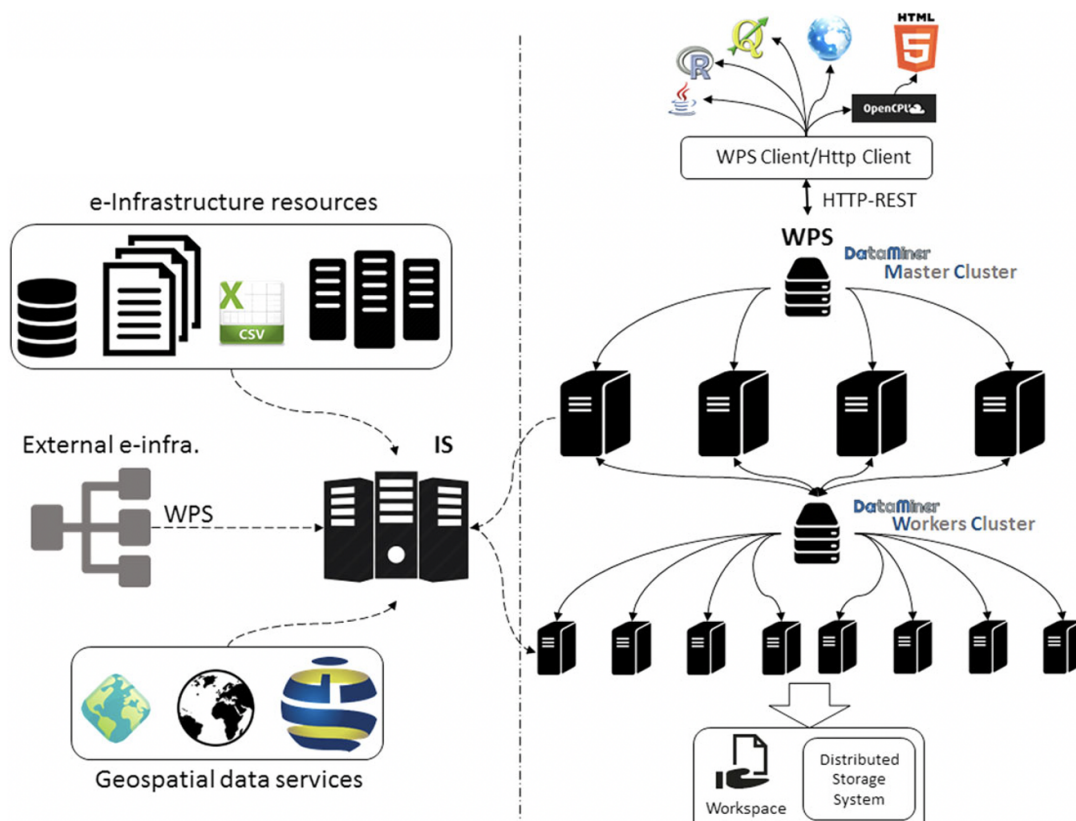 e-Infrastructure resources
X
CSV
External e-infra.
WPS
IS
Geospatial data services
HTML
5
Q
R
Java
OpenCPU
WPS Client/Http Client
HTTP-REST
WPS
DataMiner
Master Cluster
DataMiner
Workers Cluster
Workspace
Distributed
Storage
System